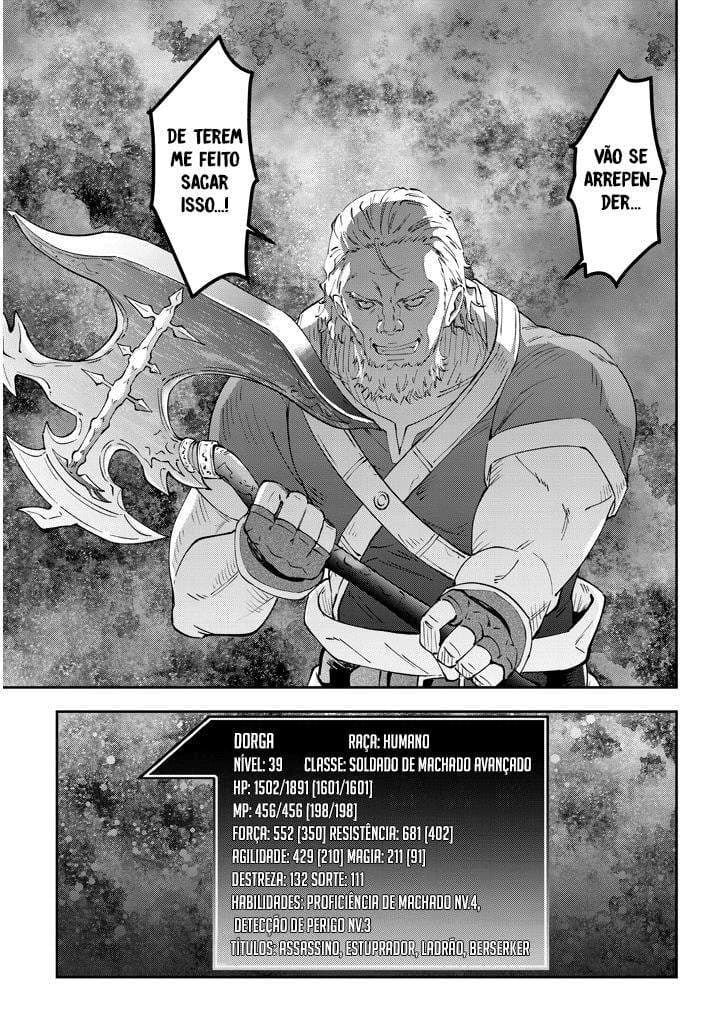 VÃO SE
ARREPEN-
DER...
DE TEREM
ME FEITO
SACAR
ISSO...!
DORGA RAÇA: HUMANO
NÍVEL: 39 CLASSE: SOLDADO DE MACHADO AVANÇADO
HP: 1502/1891 [1601/1601]
MP: 456/456 [198/198]
FORÇA: 552 [350] RESISTÊNCIA: 681 [402]
AGILIDADE: 429 [210] MAGIA: 211 [91]
DESTREZA: 132 SORTE: 111
HABILIDADES: PROFICIÊNCIA DE MACHADO NV.4,
DETECÇÃO DE PERIGO NV.3
TÍTULOS: ASSASSINO, ESTUPRADOR, LADRÃO, BERSERKER